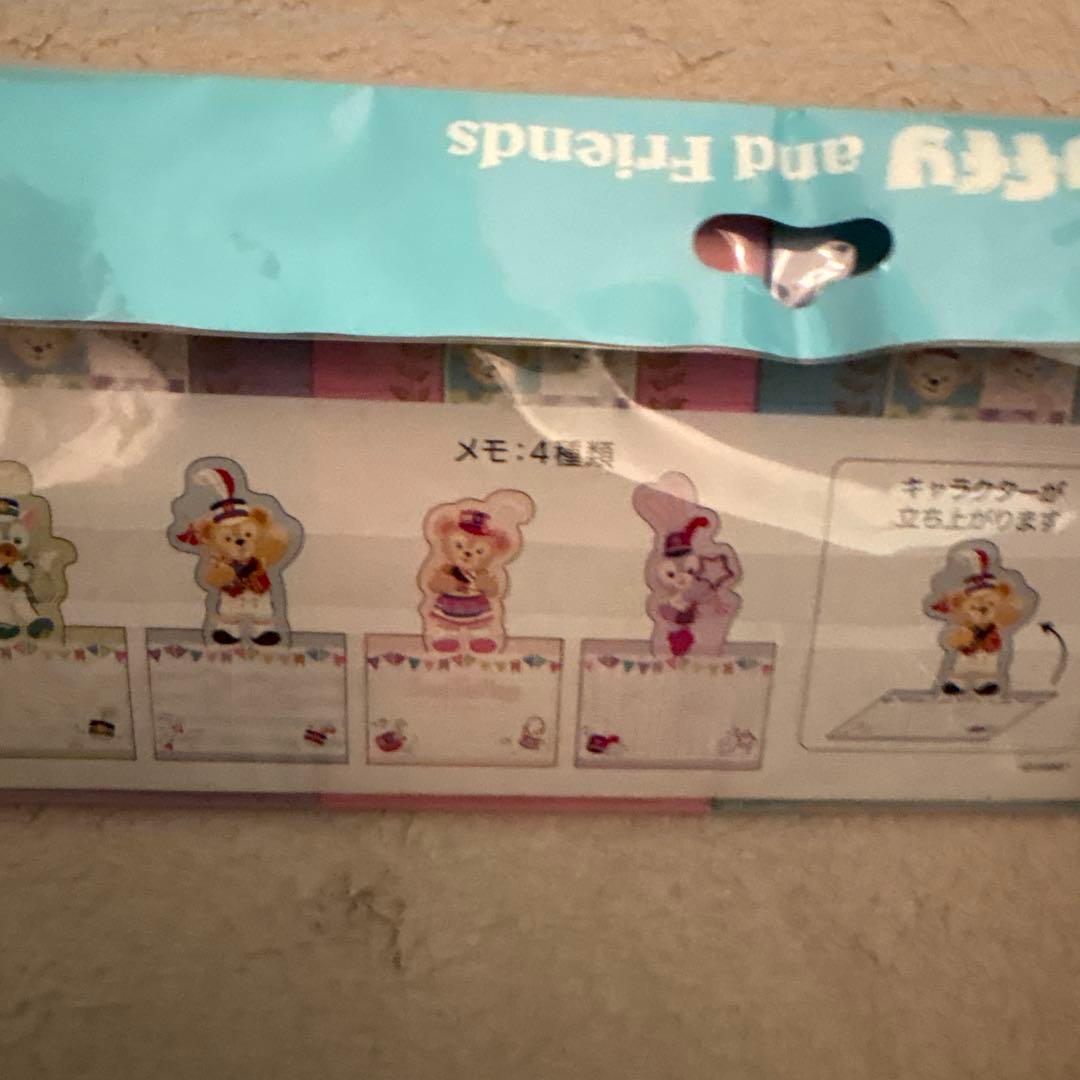 uffy and Friends
メモ:4種類
キャラクターが
立ち上がります